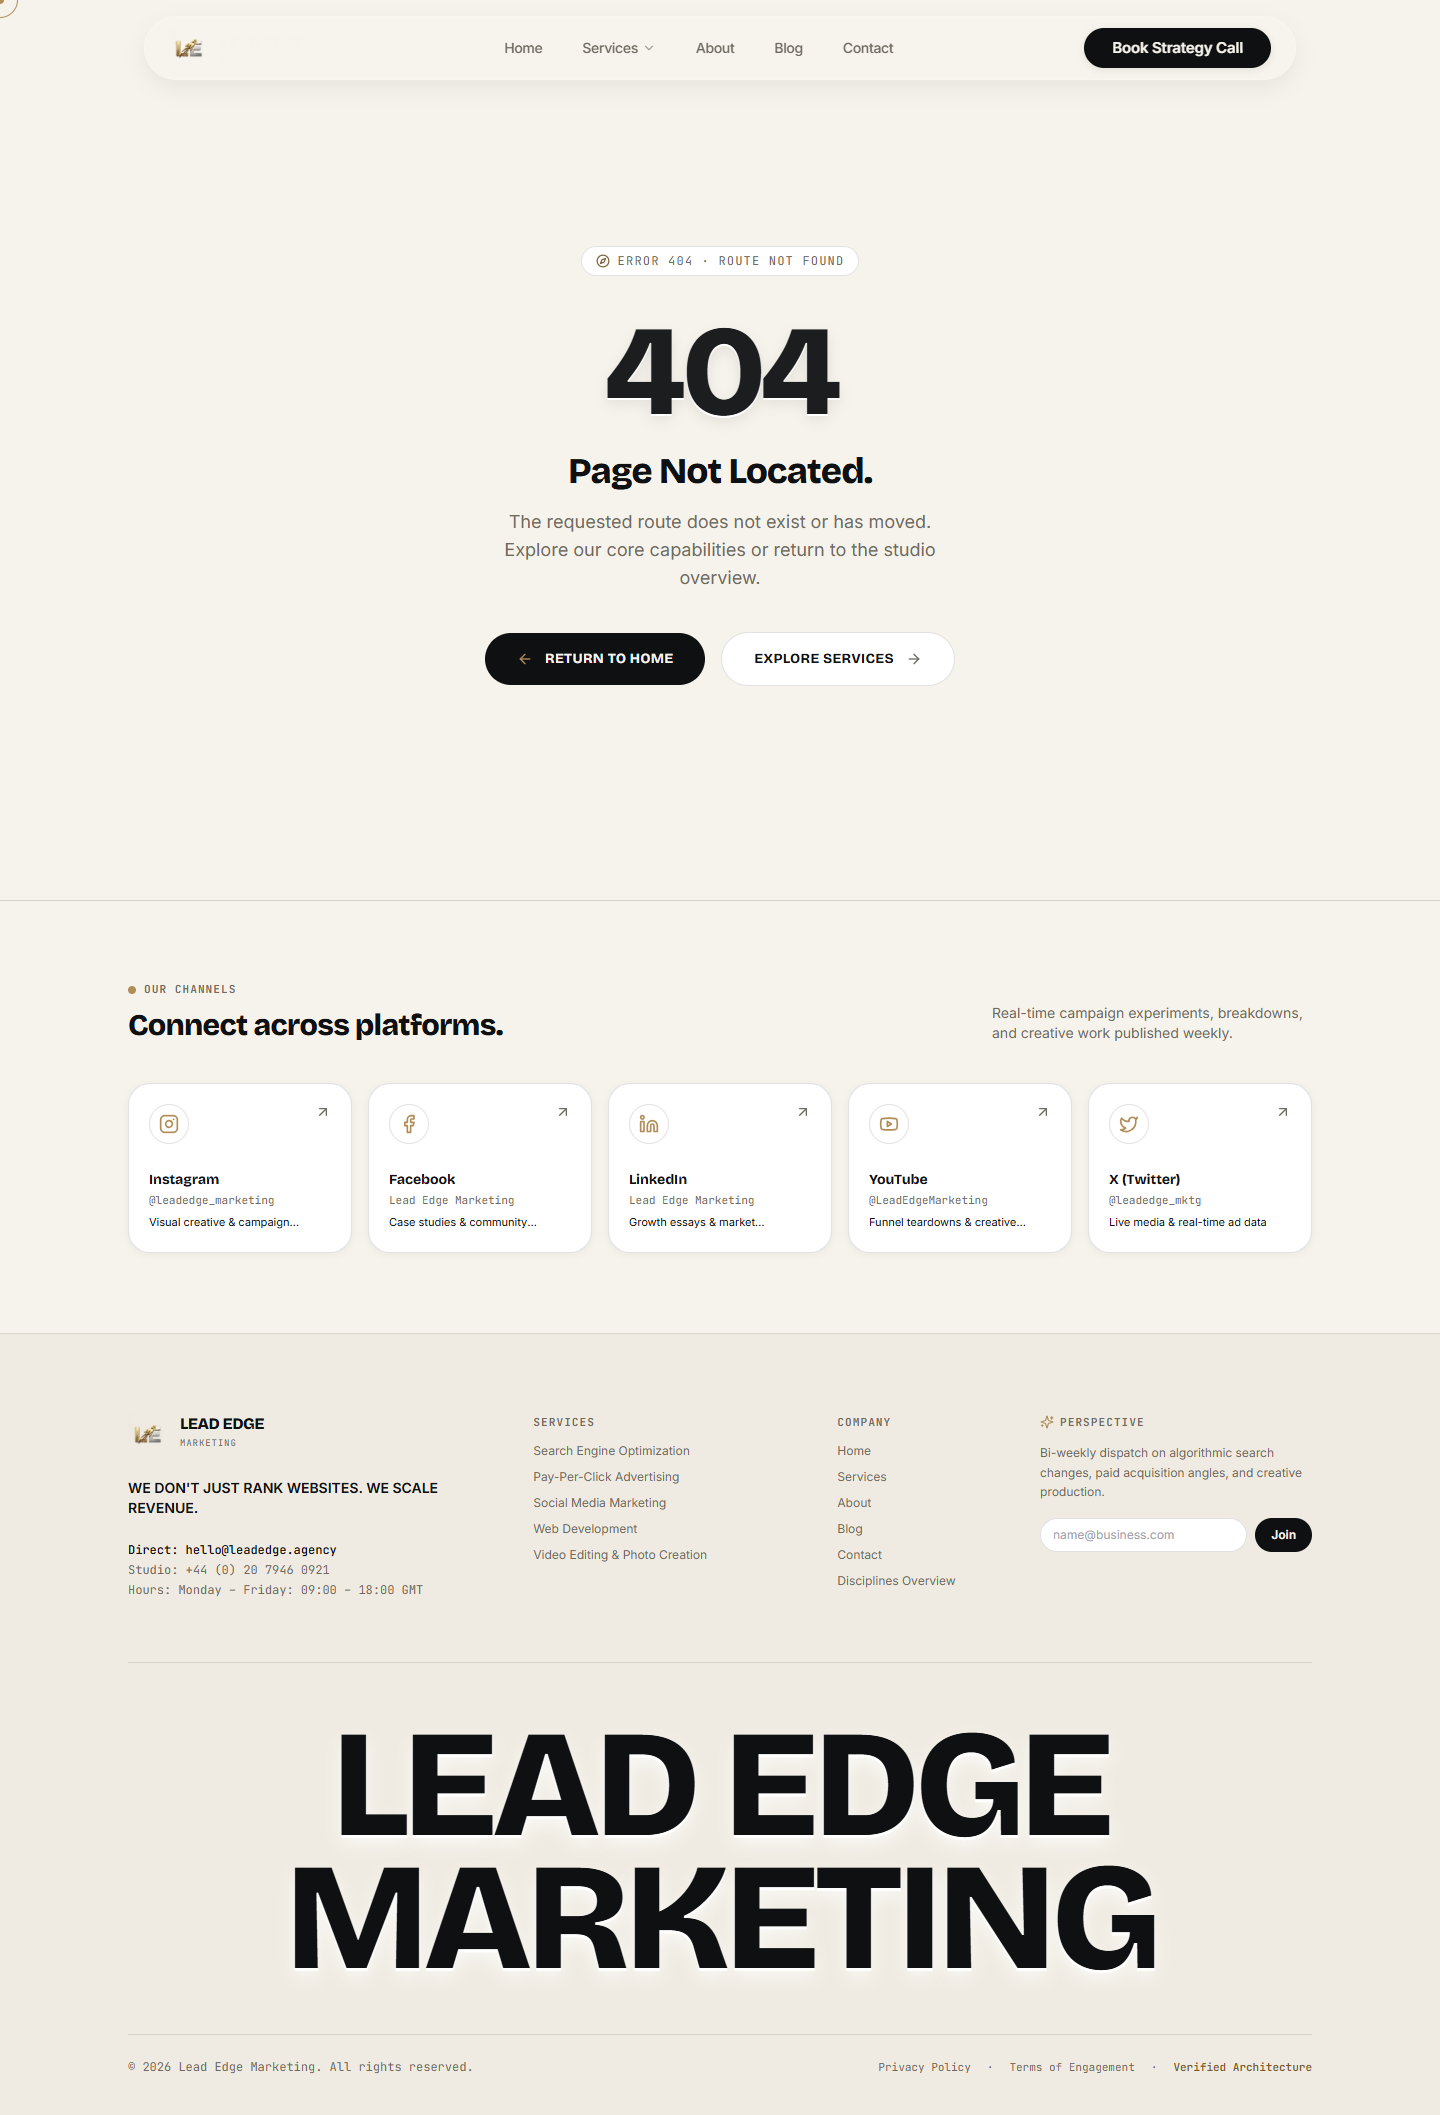 LE
Home
Services
About
Blog
Contact
Book Strategy Call
ERROR 404 · ROUTE NOT FOUND
404
Page Not Located.
The requested route does not exist or has moved.
Explore our core capabilities or return to the studio
overview.
RETURN TO HOME
EXPLORE SERVICES
OUR CHANNELS
Connect across platforms.
Real-time campaign experiments, breakdowns,
and creative work published weekly.
Instagram
@leadedge_marketing
Visual creative & campaign...
Facebook
Lead Edge Marketing
Case studies & community...
LinkedIn
Lead Edge Marketing
Growth essays & market...
YouTube
@LeadEdgeMarketing
Funnel teardowns & creative...
X (Twitter)
@leadedge_mktg
Live media & real-time ad data
LE
LEAD EDGE
MARKETING
WE DON'T JUST RANK WEBSITES. WE SCALE
REVENUE.
Direct: hello@leadedge.agency
Studio: +44 (0) 20 7946 0921
Hours: Monday – Friday: 09:00 – 18:00 GMT
SERVICES
Search Engine Optimization
Pay-Per-Click Advertising
Social Media Marketing
Web Development
Video Editing & Photo Creation
COMPANY
Home
Services
About
Blog
Contact
Disciplines Overview
PERSPECTIVE
Bi-weekly dispatch on algorithmic search
changes, paid acquisition angles, and creative
production.
name@business.com
Join
LEAD EDGE
MARKETING
© 2026 Lead Edge Marketing. All rights reserved.
Privacy Policy · Terms of Engagement · Verified Architecture